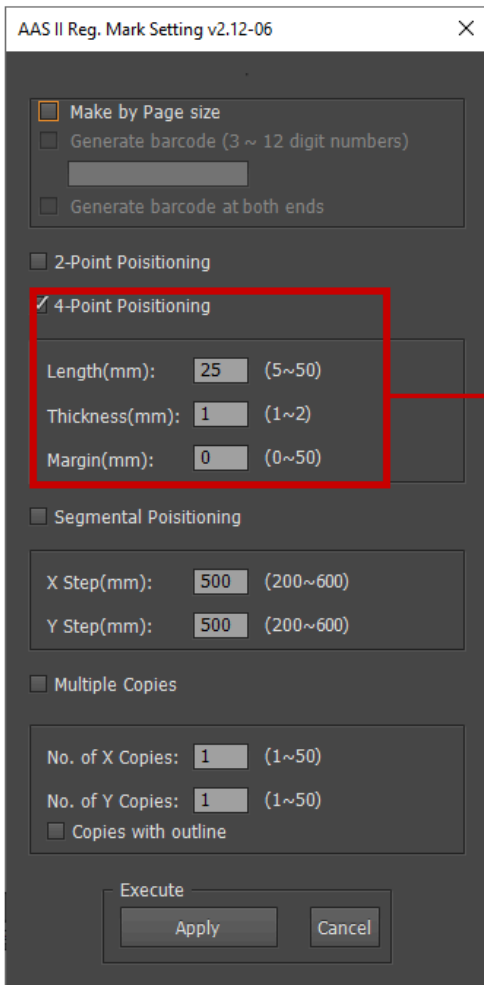 AAS II Reg. Mark Setting v2.12-06
Make by Page size
Generate barcode (3 ~ 12 digit numbers)
Generate barcode at both ends
2-Point Poisitioning
4-Point Poisitioning
Length(mm): 25 (5~50)
Thickness(mm): 1 (1~2)
Margin(mm): 0 (0~50)
Segmental Poisitioning
X Step(mm): 500 (200~600)
Y Step(mm): 500 (200~600)
Multiple Copies
No. of X Copies: 1 (1~50)
No. of Y Copies: 1 (1~50)
Copies with outline
Execute
Apply Cancel